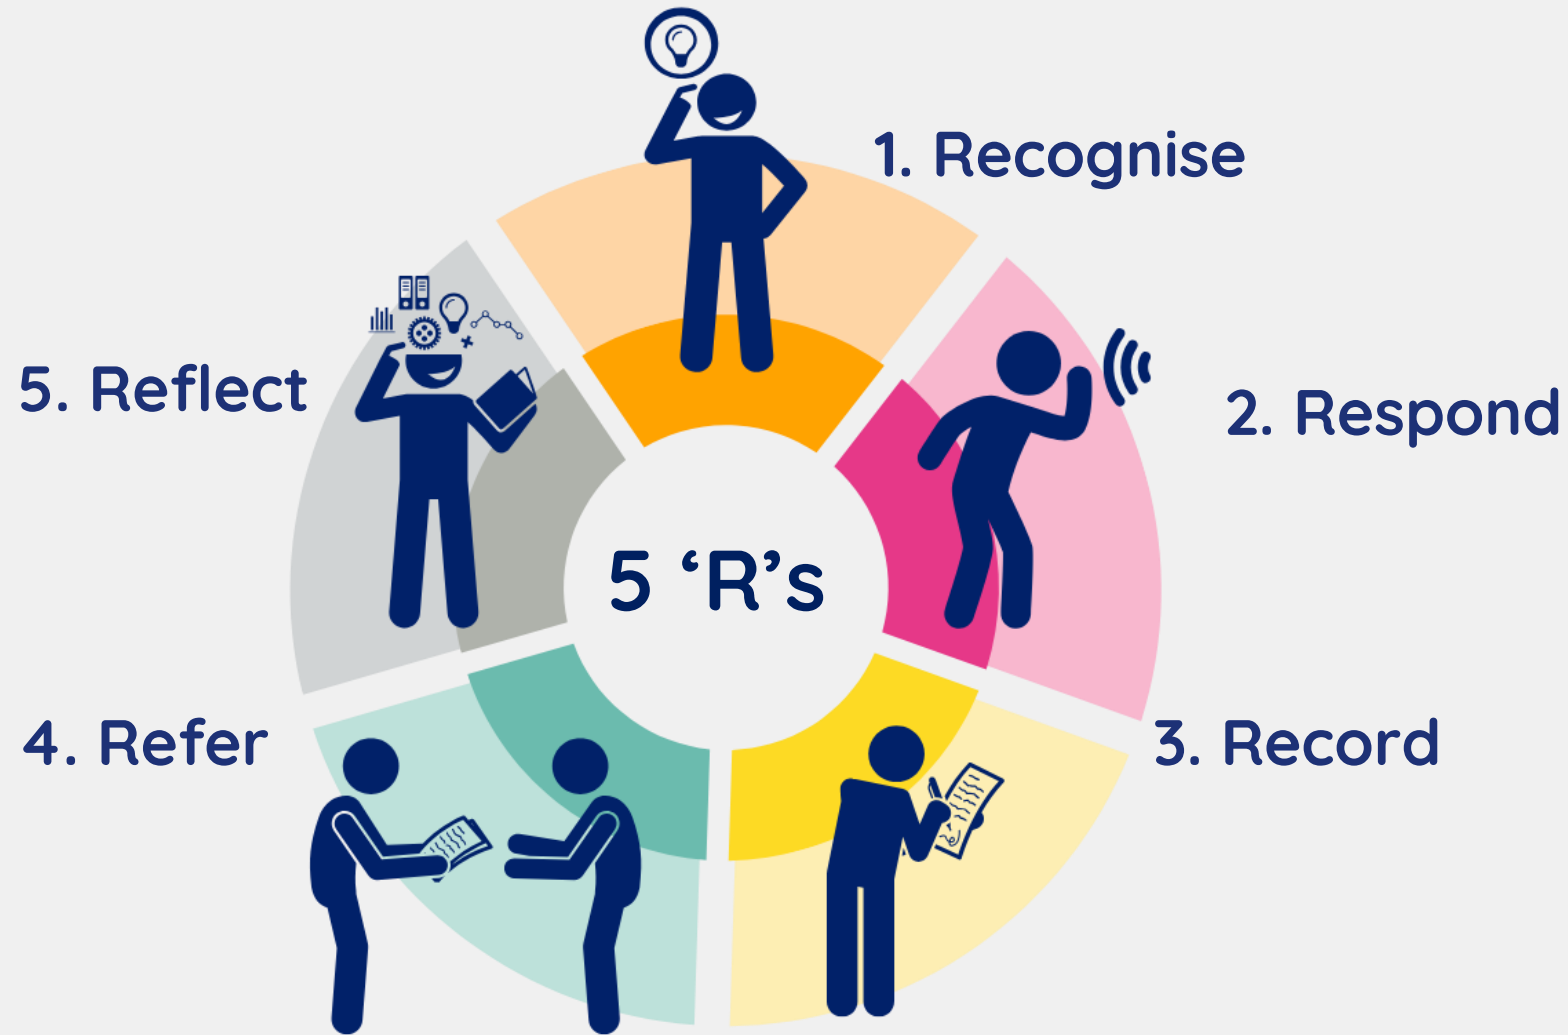 1. Recognise
2. Respond
3. Record
4. Refer
5. Reflect
5 ‘R’s